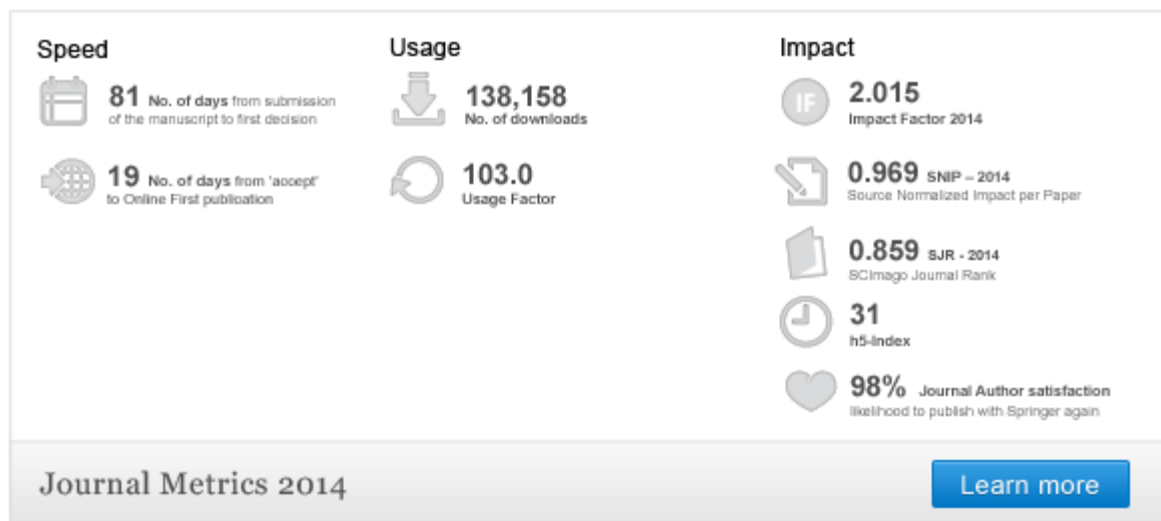 Speed
81 No. of days from submission
of the manuscript to first decision
19 No. of days from 'accept'
to Online First publication
Usage
138,158
No. of downloads
103.0
Usage Factor
Impact
IF
2.015
Impact Factor 2014
0.969 SNIP – 2014
Source Normalized Impact per Paper
0.859 SJR - 2014
SCImago Journal Rank
31
h5-Index
98% Journal Author satisfaction
likelihood to publish with Springer again
Journal Metrics 2014
Learn more